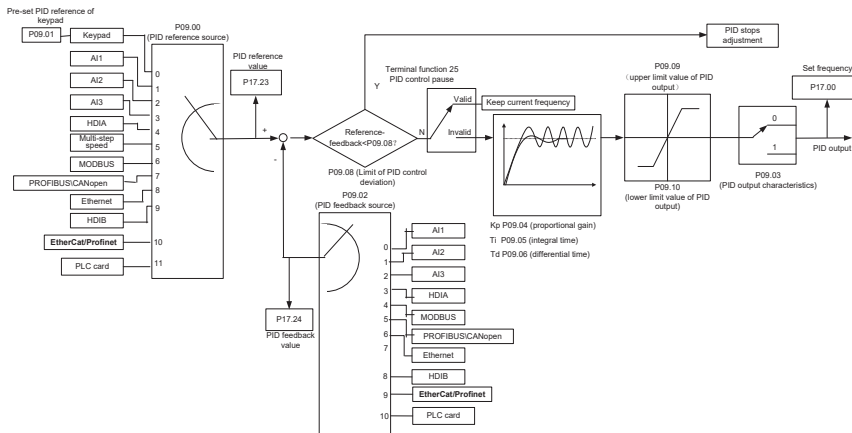 Pre-set PID reference of
keypad
P09.01
Keypad
AI1
AI2
AI3
HDIA
Multi-step
speed
MODBUS
PROFIBUS\CANopen
Ethernet
HDIB
EtherCat/Profinet
PLC card
P09.00
(PID reference source)
0
1
2
3
4
5
6
7
8
9
10
11
PID reference
value
P17.23
+
-
Reference-
feedback<P09.08?
Y
N
P09.08 (Limit of PID control
deviation)
Terminal function 25
PID control pause
Valid
Invalid
Keep current frequency
PID stops
adjustment
Kp P09.04 (proportional gain)
Ti P09.05 (integral time)
Td P09.06 (differential time)
P09.09
(upper limit value of PID
output)
P09.10
(lower limit value of PID
output)
Set frequency
P17.00
0
1
PID output
P09.03
(PID output characteristics)
P09.02
(PID feedback source)
P17.24
PID feedback
value
0
1
2
3
4
5
6
7
8
9
10
AI1
AI2
AI3
HDIA
MODBUS
PROFIBUS\CANopen
Ethernet
HDIB
EtherCat/Profinet
PLC card